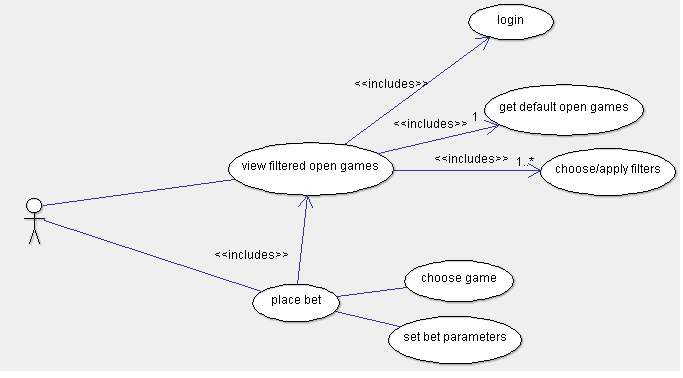 login
<<includes>>
get default open games
1
<<includes>>
view filtered open games
<<includes>>
1..*
choose/apply filters
<<includes>>
choose game
place bet
set bet parameters